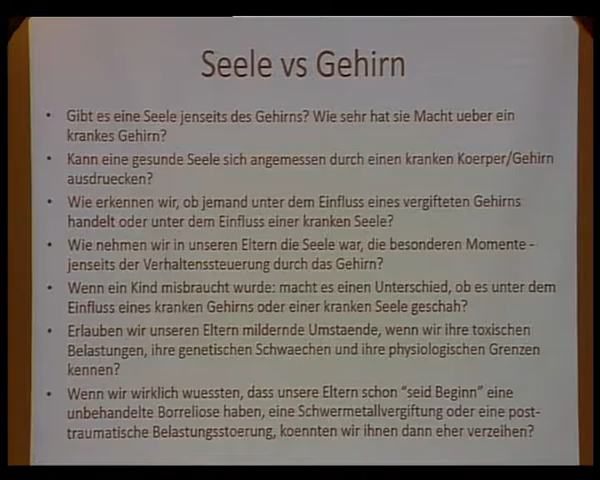 Seele vs Gehirn
• Gibt es eine Seele jenseits des Gehirns? Wie sehr hat sie Macht ueber ein
krankes Gehirn?
• Kann eine gesunde Seele sich angemessen durch einen kranken Koerper/Gehirn
ausdruecken?
• Wie erkennen wir, ob jemand unter dem Einfluss eines vergifteten Gehirns
handelt oder unter dem Einfluss einer kranken Seele?
• Wie nehmen wir in unseren Eltern die Seele war, die besonderen Momente -
jenseits der Verhaltenssteuerung durch das Gehirn?
• Wenn ein Kind misbraucht wurde: macht es einen Unterschied, ob es unter dem
Einfluss eines kranken Gehirns oder einer kranken Seele geschah?
• Erlauben wir unseren Eltern mildernde Umstaende, wenn wir ihre toxischen
Belastungen, ihre genetischen Schwaechen und ihre physiologischen Grenzen
kennen?
• Wenn wir wirklich wuessten, dass unsere Eltern schon "seid Beginn" eine
unbehandelte Borreliose haben, eine Schwermetallvergiftung oder eine post-
traumatische Belastungsstoerung, koennten wir ihnen dann eher verzeihen?